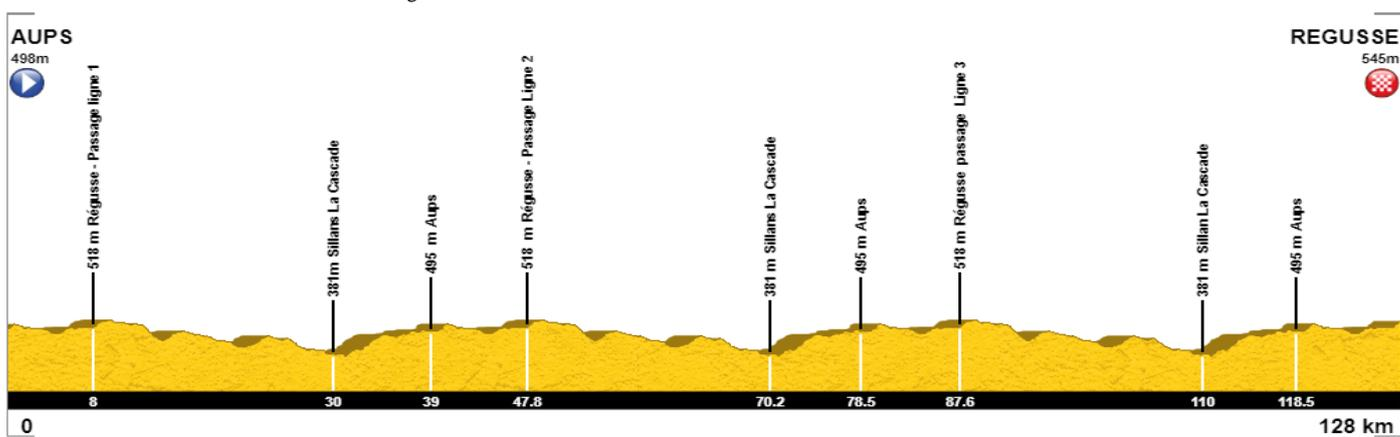 AUPS
498m
REGUSSE
545m
518 m Régusse - Passage ligne 1
381m Sillans La Cascade
495 m Aups
518 m Régusse - Passage Ligne 2
381 m Sillans La Cascade
495 m Aups
518 m Régusse passage Ligne 3
381 m Sillan La Cascade
495 m Aups
8 30 39 47.8 70.2 78.5 87.6 110 118.5
0 128 km